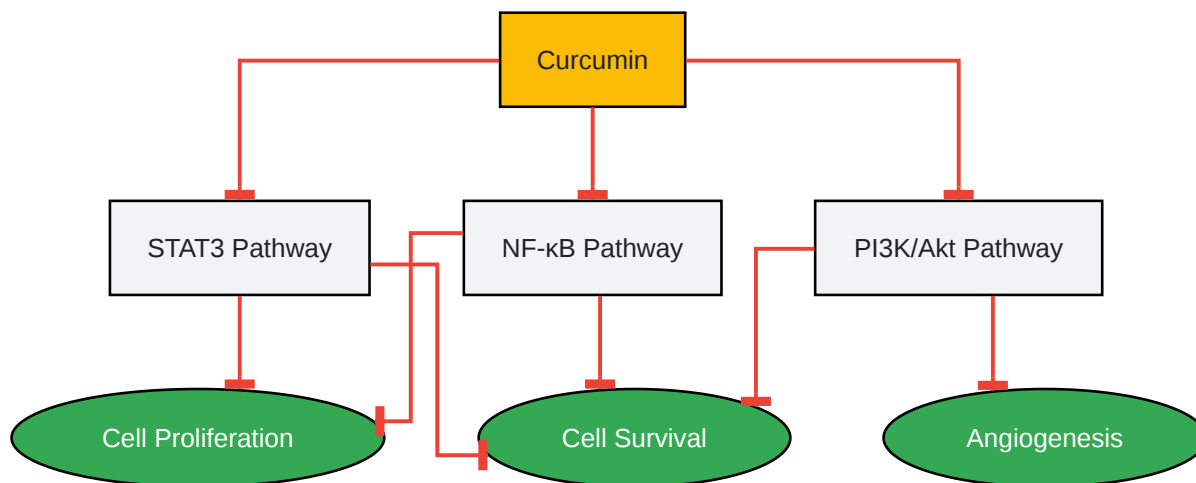 Curcumin
STAT3 Pathway
NF-κB Pathway
PI3K/Akt Pathway
Cell Proliferation
Cell Survival
Angiogenesis